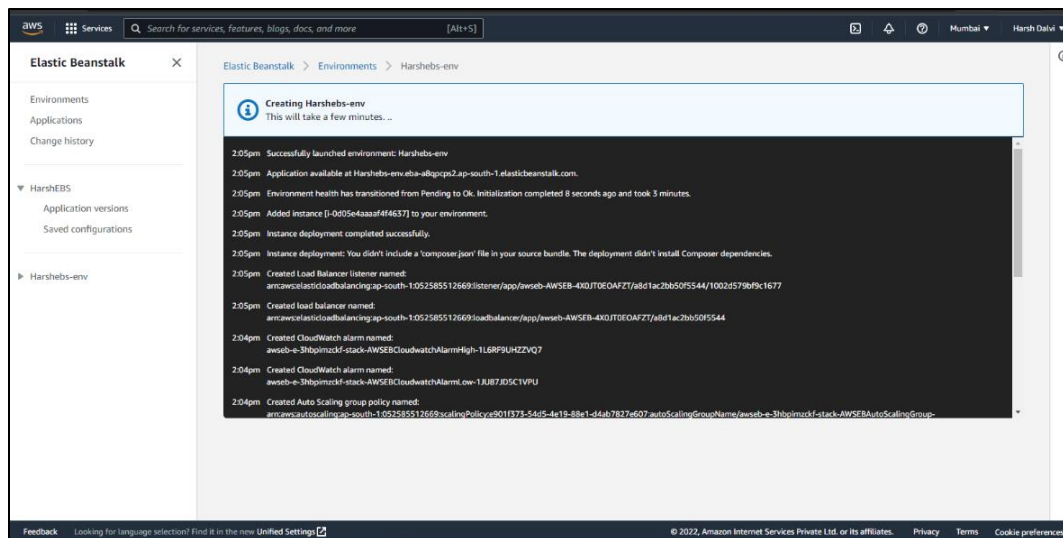 aws
Services
Search for services, features, blogs, docs, and more
[Alt+S]
Mumbai
Harsh Dalvi
Elastic Beanstalk
Environments
Applications
Change history
HarshEBS
Application versions
Saved configurations
Harshebs-env
Elastic Beanstalk > Environments > Harshebs-env
Creating Harshebs-env
This will take a few minutes. ..
2:05pm Successfully launched environment: Harshebs-env
2:05pm Application available at Harshebs-env.eba-a8qpcps2.ap-south-1.elasticbeanstalk.com.
2:05pm Environment health has transitioned from Pending to Ok. Initialization completed 8 seconds ago and took 3 minutes.
2:05pm Added instance [i-0d05e4aaaaf4f4637] to your environment.
2:05pm Instance deployment completed successfully.
2:05pm Instance deployment: You didn't include a 'composer.json' file in your source bundle. The deployment didn't install Composer dependencies.
2:05pm Created Load Balancer listener named:
arn:aws:elasticloadbalancing:ap-south-1:052585512669:listener/app/awseb-AWSEB-4X0JT0EOAFZT/a8d1ac2bb50f5544/1002d579bf9c1677
2:05pm Created load balancer named:
arn:aws:elasticloadbalancing:ap-south-1:052585512669:loadbalancer/app/awseb-AWSEB-4X0JT0EOAFZT/a8d1ac2bb50f5544
2:04pm Created CloudWatch alarm named:
awseb-e-3hbpimzckf-stack-AWSEBCloudwatchAlarmHigh-1L6RF9UHZZVQ7
2:04pm Created CloudWatch alarm named:
awseb-e-3hbpimzckf-stack-AWSEBCloudwatchAlarmLow-1JU87JD5C1VPU
2:04pm Created Auto Scaling group policy named:
arn:aws:autoscaling:ap-south-1:052585512669:scalingPolicy:e901f373-54d5-4e19-88e1-d4ab7827e607:autoScalingGroupName/awseb-e-3hbpimzckf-stack-AWSEBAutoScalingGroup-
Feedback
Looking for language selection? Find it in the new Unified Settings
© 2022, Amazon Internet Services Private Ltd. or its affiliates.
Privacy
Terms
Cookie preferences